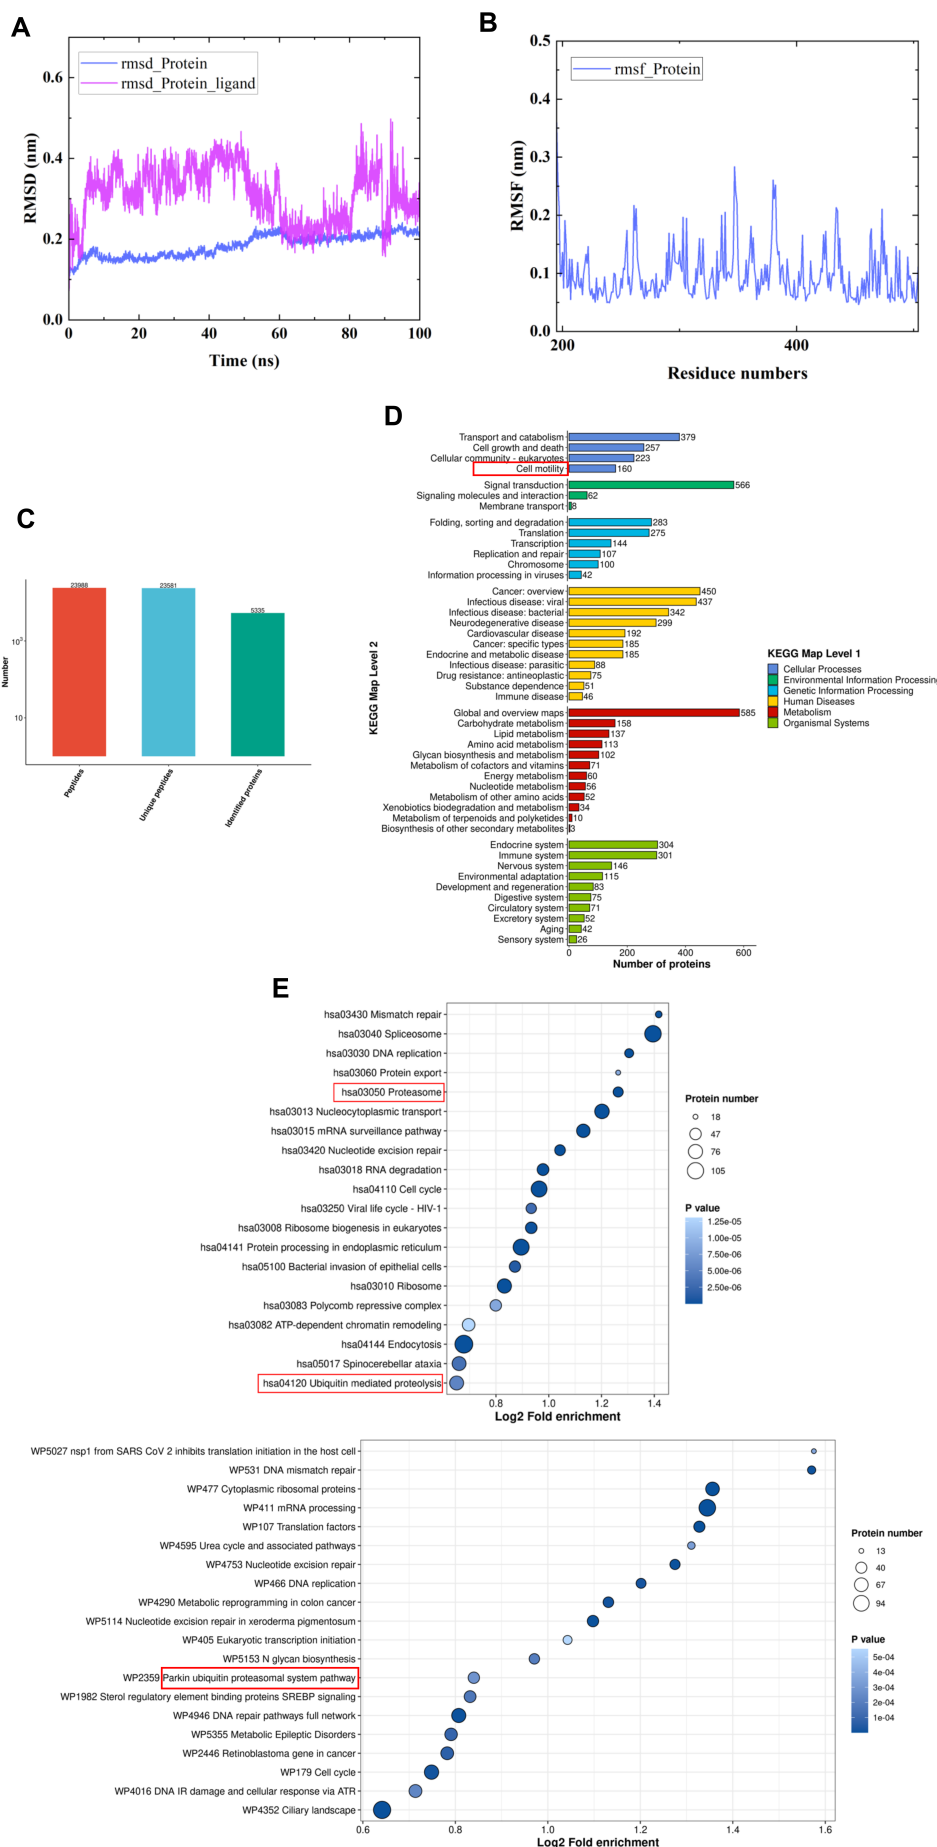 A
rmsd_Protein
rmsd_Protein_ligand
RMSD (nm)
0.6
0.4
0.2
0.0
0 20 40 60 80 100
Time (ns)
B
rmsf_Protein
RMSF (nm)
0.5
0.4
0.3
0.2
0.1
0.0
200 400
Residuce numbers
C
23988
23581
5335
Number
10³
10
Peptides
Unique peptides
Identified proteins
D
KEGG Map Level 2
Transport and catabolism 379
Cell growth and death 257
Cellular community - eukaryotes 223
Cell motility 160
Signal transduction 566
Signaling molecules and interaction 62
Membrane transport 8
Folding, sorting and degradation 283
Translation 275
Transcription 144
Replication and repair 107
Chromosome 100
Information processing in viruses 42
Cancer: overview 450
Infectious disease: viral 437
Infectious disease: bacterial 342
Neurodegenerative disease 299
Cardiovascular disease 192
Cancer: specific types 185
Endocrine and metabolic disease 185
Infectious disease: parasitic 88
Drug resistance: antineoplastic 75
Substance dependence 51
Immune disease 46
Global and overview maps 585
Carbohydrate metabolism 158
Lipid metabolism 137
Amino acid metabolism 113
Glycan biosynthesis and metabolism 102
Metabolism of cofactors and vitamins 71
Energy metabolism 60
Nucleotide metabolism 56
Metabolism of other amino acids 52
Xenobiotics biodegradation and metabolism 34
Metabolism of terpenoids and polyketides 10
Biosynthesis of other secondary metabolites 3
Endocrine system 304
Immune system 301
Nervous system 146
Environmental adaptation 115
Development and regeneration 83
Digestive system 75
Circulatory system 71
Excretory system 52
Aging 42
Sensory system 26
0 200 400 600
Number of proteins
KEGG Map Level 1
Cellular Processes
Environmental Information Processing
Genetic Information Processing
Human Diseases
Metabolism
Organismal Systems
E
hsa03430 Mismatch repair
hsa03040 Spliceosome
hsa03030 DNA replication
hsa03060 Protein export
hsa03050 Proteasome
hsa03013 Nucleocytoplasmic transport
hsa03015 mRNA surveillance pathway
hsa03420 Nucleotide excision repair
hsa03018 RNA degradation
hsa04110 Cell cycle
hsa03250 Viral life cycle - HIV-1
hsa03008 Ribosome biogenesis in eukaryotes
hsa04141 Protein processing in endoplasmic reticulum
hsa05100 Bacterial invasion of epithelial cells
hsa03010 Ribosome
hsa03083 Polycomb repressive complex
hsa03082 ATP-dependent chromatin remodeling
hsa04144 Endocytosis
hsa05017 Spinocerebellar ataxia
hsa04120 Ubiquitin mediated proteolysis
0.8 1.0 1.2 1.4
Log2 Fold enrichment
Protein number
18
47
76
105
P value
1.25e-05
1.00e-05
7.50e-06
5.00e-06
2.50e-06
WP5027 nsp1 from SARS CoV 2 inhibits translation initiation in the host cell
WP531 DNA mismatch repair
WP477 Cytoplasmic ribosomal proteins
WP411 mRNA processing
WP107 Translation factors
WP4595 Urea cycle and associated pathways
WP4753 Nucleotide excision repair
WP466 DNA replication
WP4290 Metabolic reprogramming in colon cancer
WP5114 Nucleotide excision repair in xeroderma pigmentosum
WP405 Eukaryotic transcription initiation
WP5153 N glycan biosynthesis
WP2359 Parkin ubiquitin proteasomal system pathway
WP1982 Sterol regulatory element binding proteins SREBP signaling
WP4946 DNA repair pathways full network
WP5355 Metabolic Epileptic Disorders
WP2446 Retinoblastoma gene in cancer
WP179 Cell cycle
WP4016 DNA IR damage and cellular response via ATR
WP4352 Ciliary landscape
0.6 0.8 1.0 1.2 1.4 1.6
Log2 Fold enrichment
Protein number
13
40
67
94
P value
5e-04
4e-04
3e-04
2e-04
1e-04